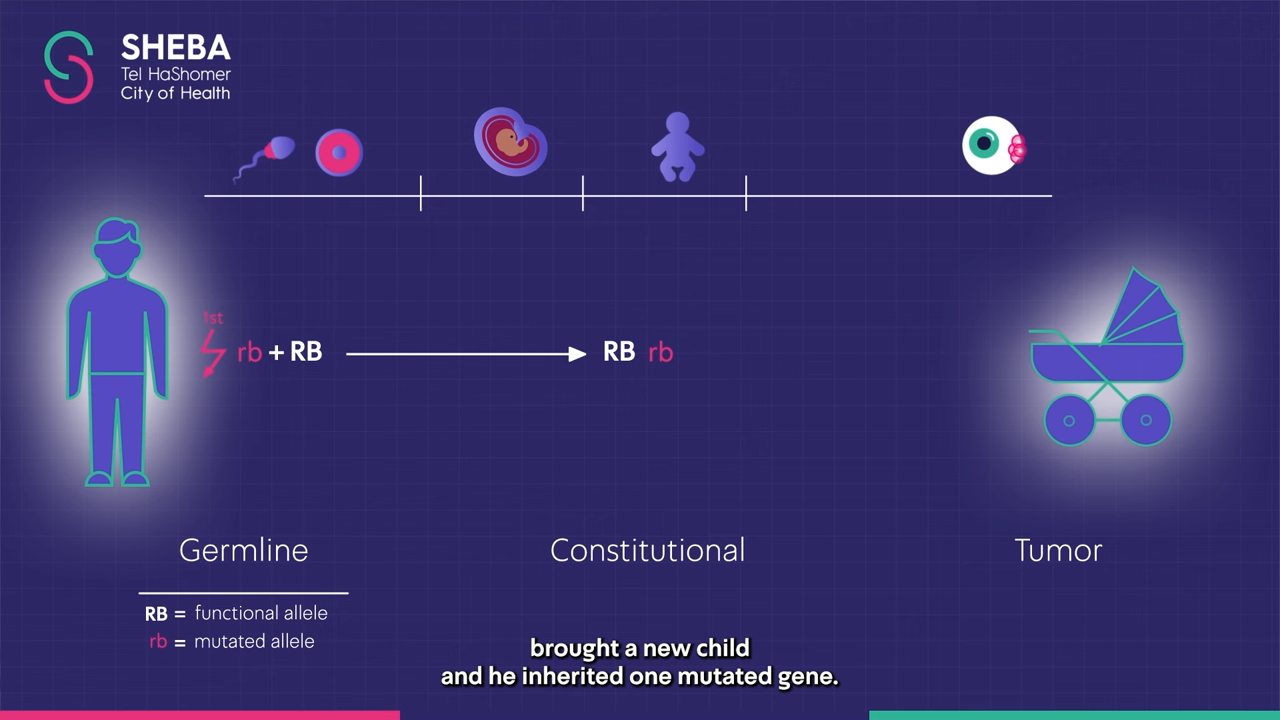 SHEBA
Tel HaShomer
City of Health
1st
rb + RB
RB rb
Germline
Constitutional
Tumor
RB = functional allele
rb = mutated allele
brought a new child
and he inherited one mutated gene.